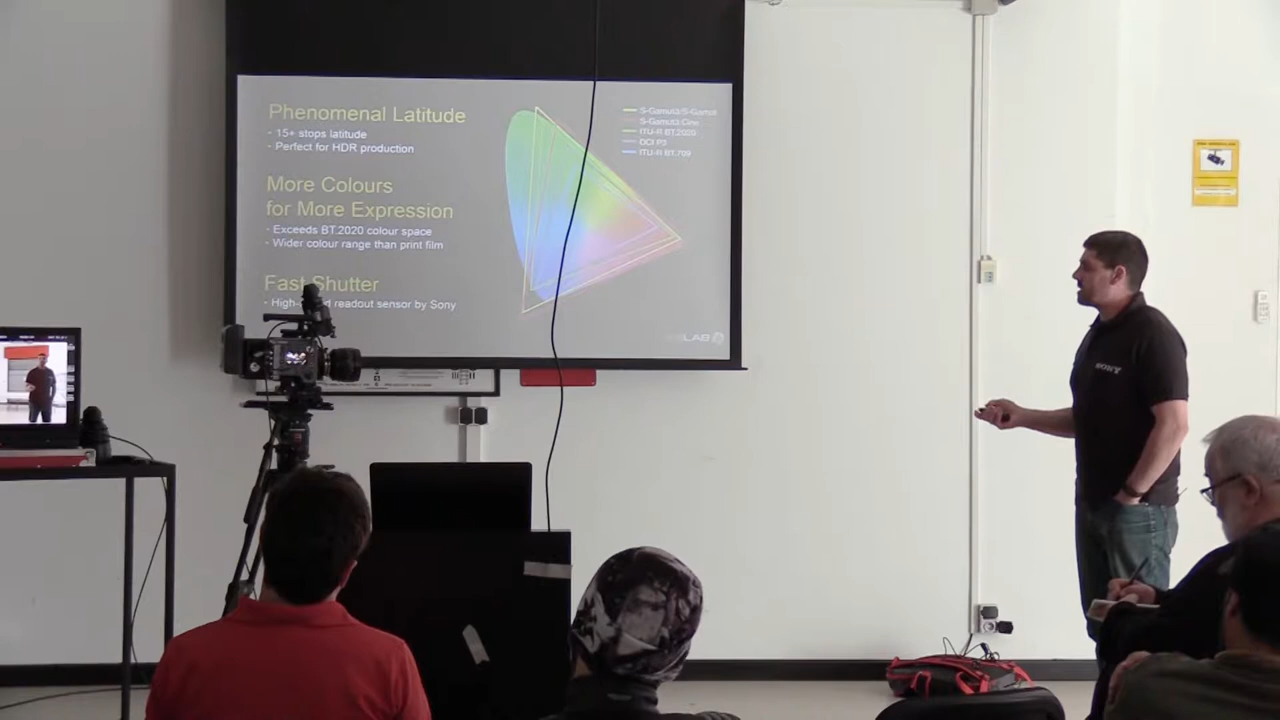 Phenomenal Latitude
- 15+ stops latitude
- Perfect for HDR production
More Colours
for More Expression
- Exceeds BT.2020 colour space
- Wider colour range than print film
Fast Shutter
- High- readout sensor by Sony
S-Gamut3/S-Gamut
S-Gamut3.Cine
ITU-R BT.2020
DCI P3
ITU-R BT.709
LAB
SONY